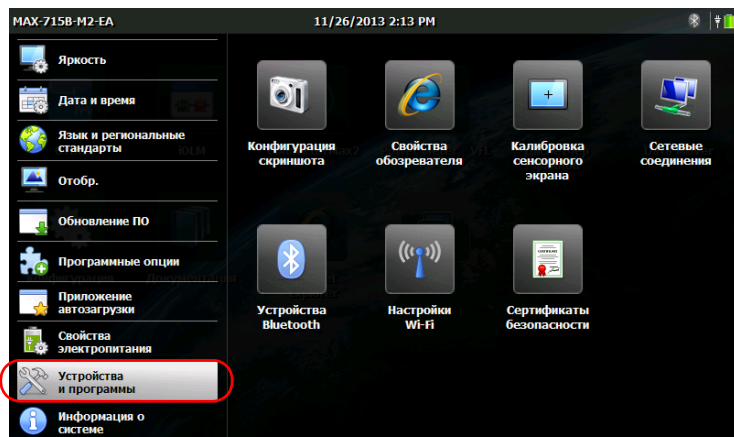 MAX-715B-M2-EA
11/26/2013 2:13 PM
Яркость
Дата и время
Язык и региональные
стандарты
Отобр.
Обновление ПО
Программные опции
Приложение
автозагрузки
Свойства
электропитания
Устройства
и программы
Информация о
системе
Конфигурация
скриншота
Свойства
обозревателя
Калибровка
сенсорного
экрана
Сетевые
соединения
Устройства
Bluetooth
Настройки
Wi-Fi
Сертификаты
безопасности